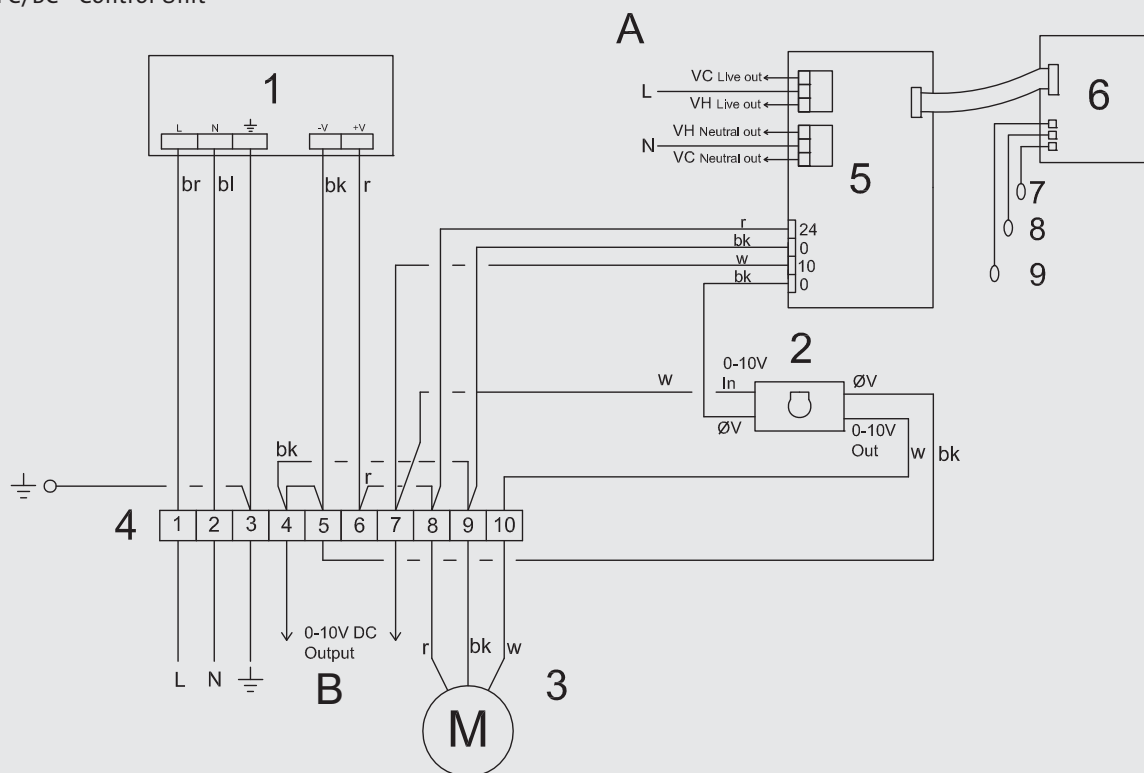 Control Unit
A
1
L N -V +V
br bl bk r
VC Live out
L
VH Live out
VH Neutral out
N
VC Neutral out
5
6
7
8
9
r 24
bk 0
w 10
bk 0
2
0-10V
In
w
ØV
ØV
0-10V
Out
w bk
bk
r
4
1 2 3 4 5 6 7 8 9 10
0-10V DC
Output
B
L N
r bk w
3
M